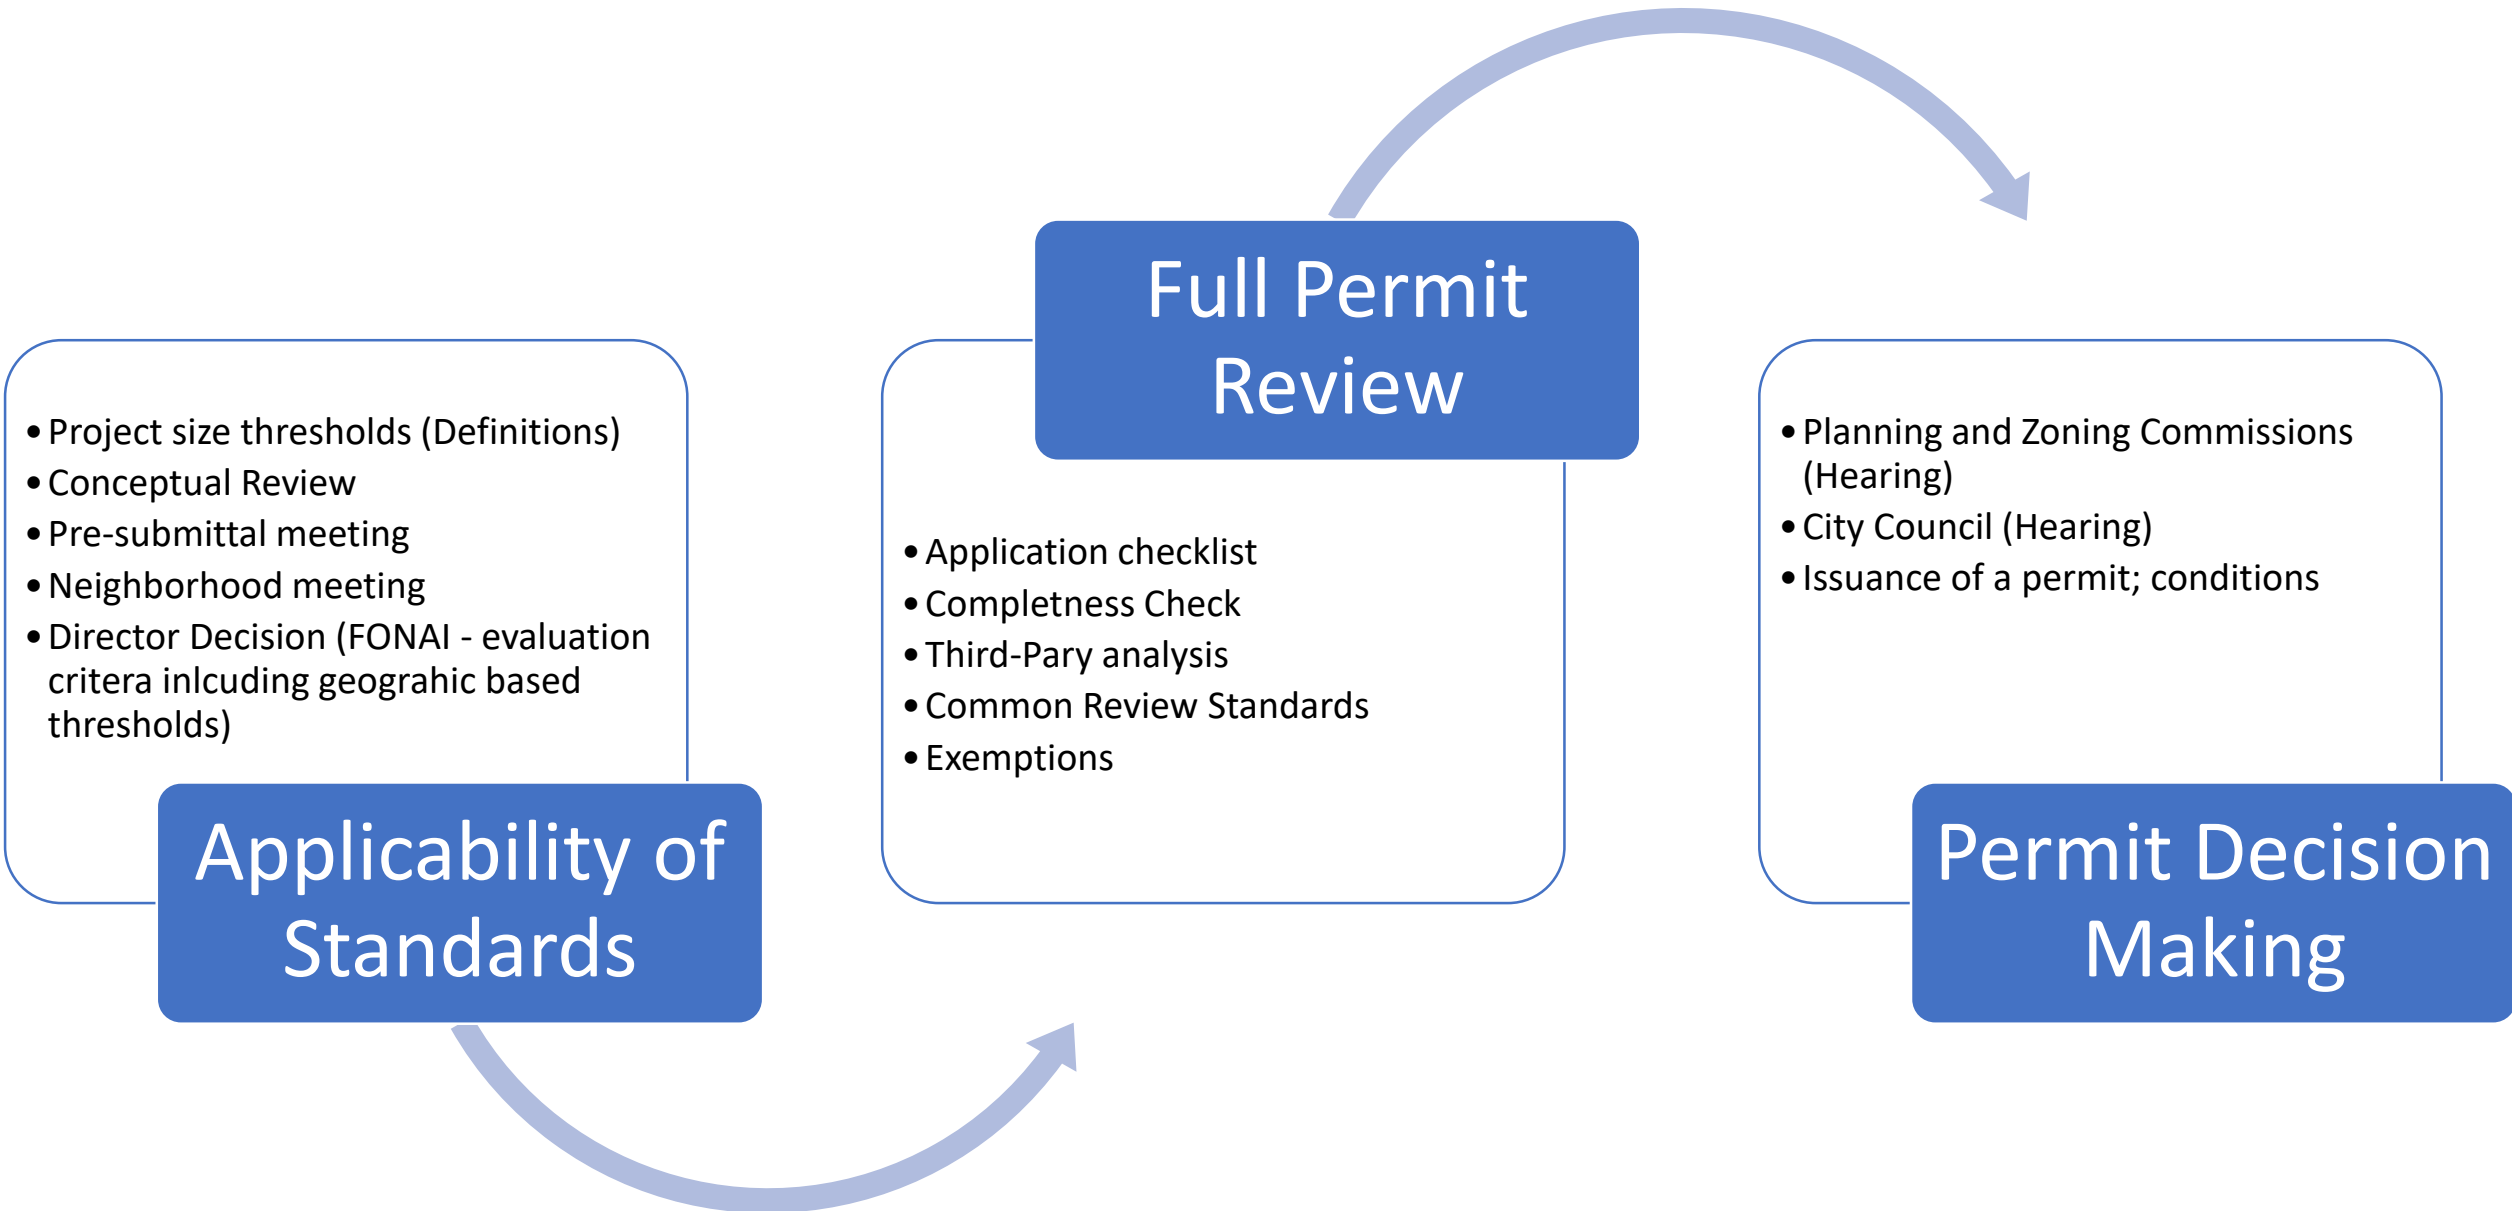 • Project size thresholds (Definitions)
• Conceptual Review
• Pre-submittal meeting
• Neighborhood meeting
• Director Decision (FONAI - evaluation
critera inlcuding geograhic based
thresholds)
Applicability of
Standards
Full Permit
Review
• Application checklist
• Completness Check
• Third-Pary analysis
• Common Review Standards
• Exemptions
• Planning and Zoning Commissions
(Hearing)
• City Council (Hearing)
• Issuance of a permit; conditions
Permit Decision
Making